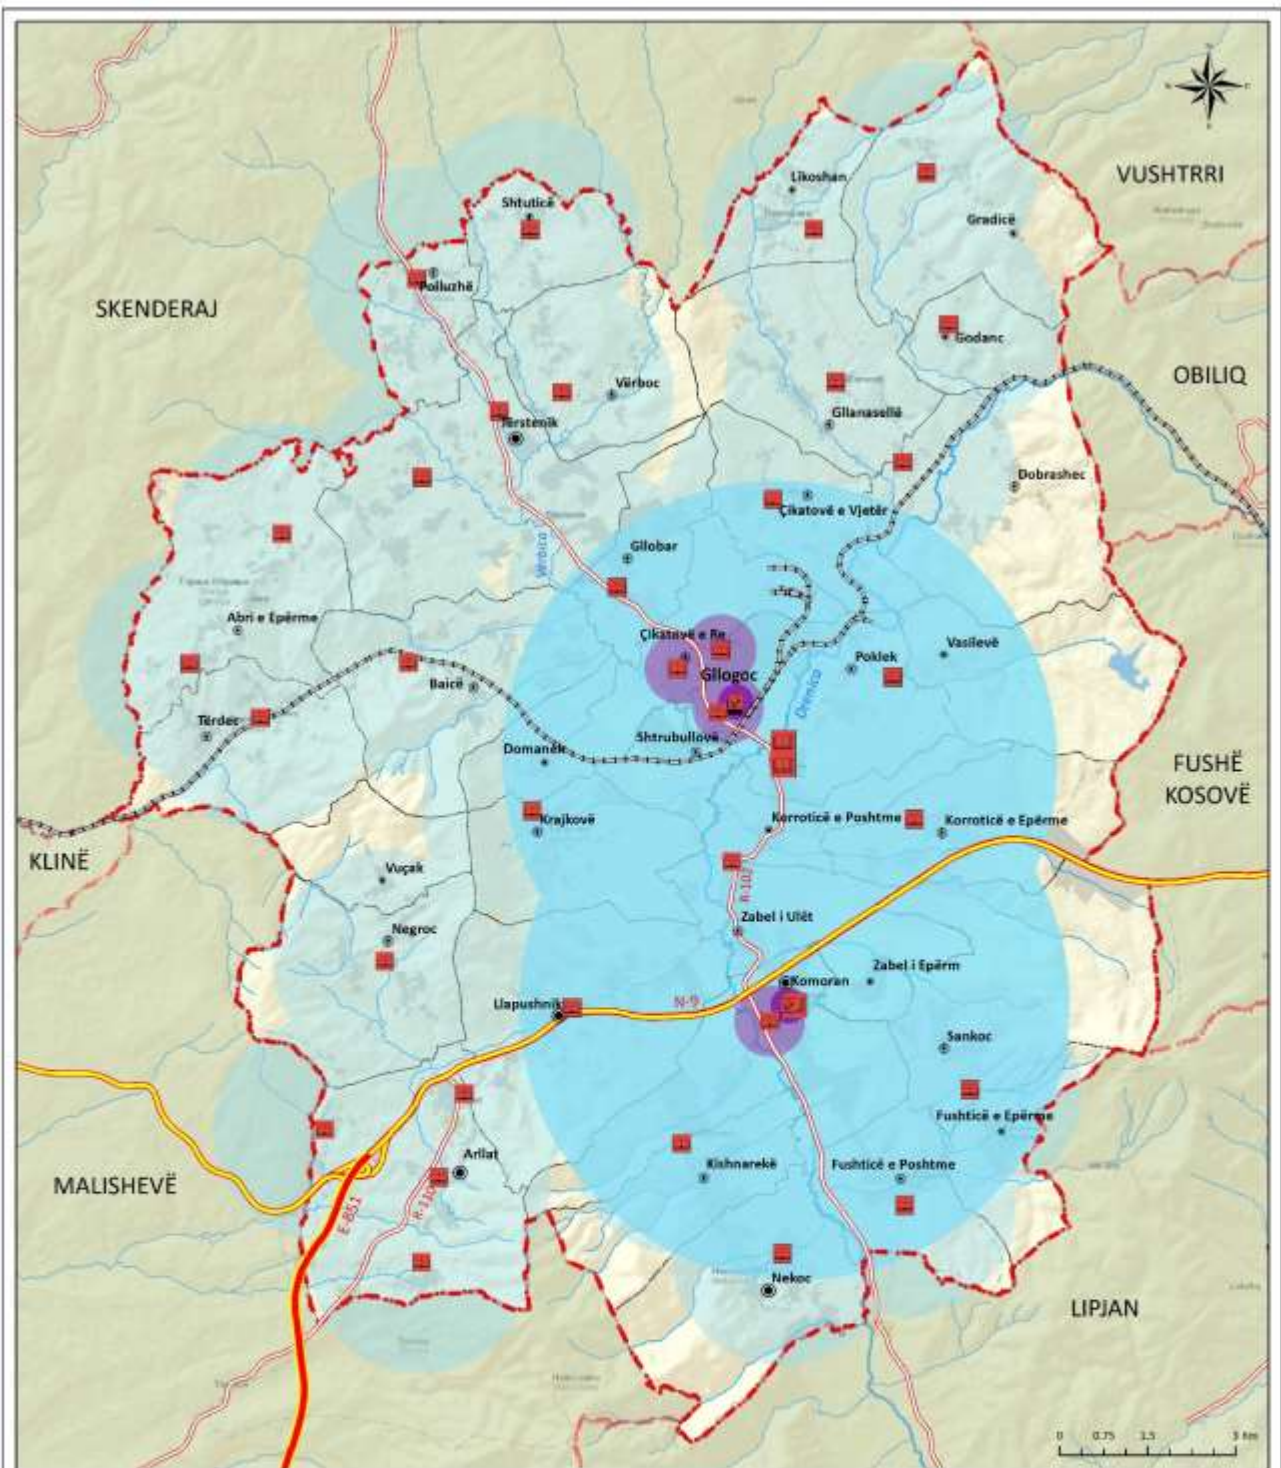 VUSHTRRI
Likoshan
Shtuticë
Gradicë
Polluzhë
SKENDERAJ
Godanc
OBILIQ
Vërboc
Gllanasellë
Tërstenik
Dobrashec
Çikatovë e Vjetër
Gllobar
Vërbica
Abri e Epërme
Çikatovë e Re
Vasilevë
Poklek
Gllogoc
Baicë
Drenica
Tërdec
Shtrubullovë
Domanek
FUSHË
KOSOVË
Krajkovë
Korroticë e Poshtme
Korroticë e Epërme
KLINË
Vuçak
R-102
Zabel i Ulët
Negroc
Zabel i Epërm
Komoran
Llapushnik
N-9
Sankoc
Fushticë e Epërme
Arllat
Kishnarekë
Fushticë e Poshtme
MALISHEVË
R-110
E-851
Nekoc
LIPJAN
0 0.75 1.5 3 Km